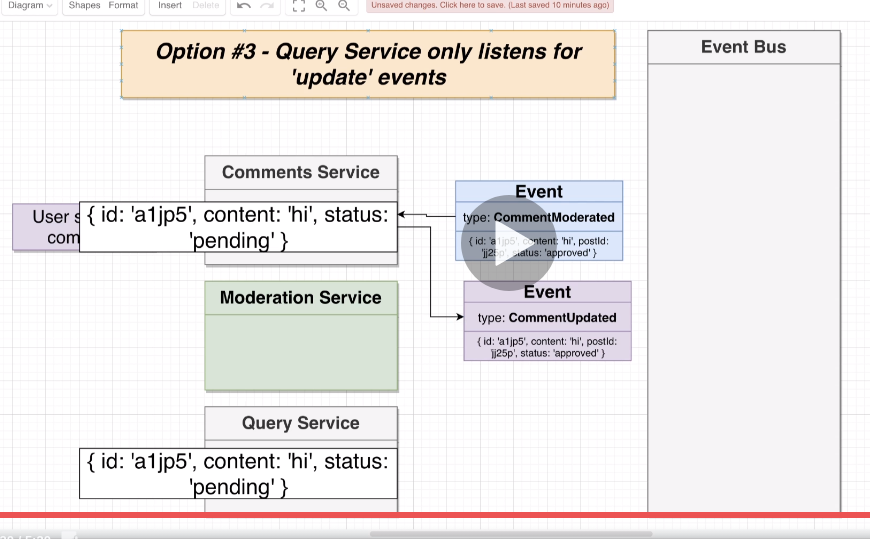 Diagram
Shapes
Format
Insert
Delete
Unsaved changes. Click here to save. (Last saved 10 minutes ago)
Option #3 - Query Service only listens for
'update' events
Event Bus
Comments Service
User
com
{ id: 'a1jp5', content: 'hi', status:
'pending' }
Event
type: CommentModerated
{ id: 'a1jp5', content: 'hi', postId:
'jj25p', status: 'approved' }
Moderation Service
Event
type: CommentUpdated
{ id: 'a1jp5', content: 'hi', postId:
'jj25p', status: 'approved' }
Query Service
{ id: 'a1jp5', content: 'hi', status:
'pending' }